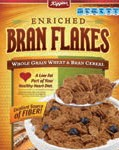 ENRICHED
BRAN FLAKES
WHOLE GRAIN WHEAT & BRAN CEREAL
A Low Fat
Part of Your
Healthy Heart Diet.
Excellent Source
of FIBER!